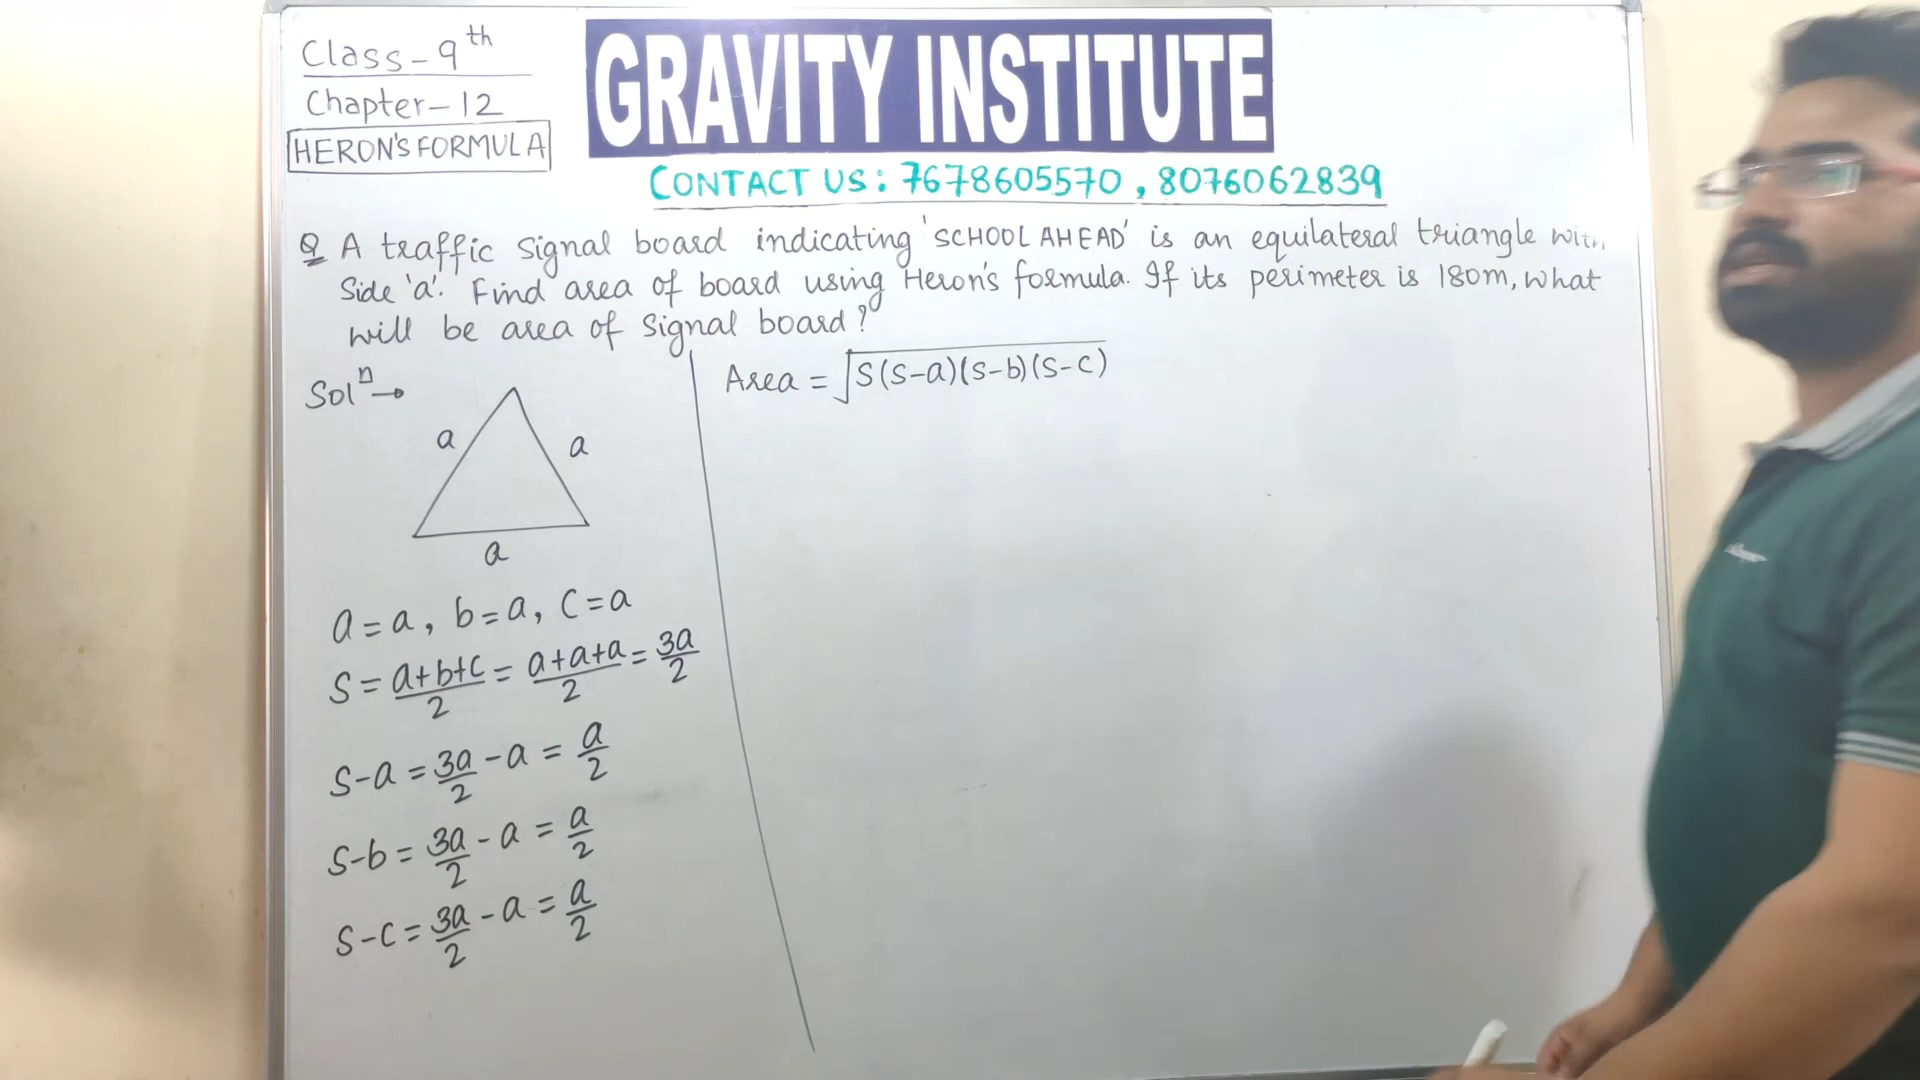 Class-9th
Chapter-12
HERON'S FORMULA
GRAVITY INSTITUTE
CONTACT US: 7678605570, 8076062839
Q A traffic signal board indicating 'SCHOOL AHEAD' is an equilateral triangle with
Side 'a'. Find area of board using Heron's formula. If its perimeter is 180m, what
will be area of signal board?
Solⁿ→
a
a
a
a=a, b=a, c=a
S = a+b+c/2 = a+a+a/2 = 3a/2
S-a = 3a/2 - a = a/2
S-b = 3a/2 - a = a/2
S-c = 3a/2 - a = a/2
Area = √S(S-a)(S-b)(S-c)